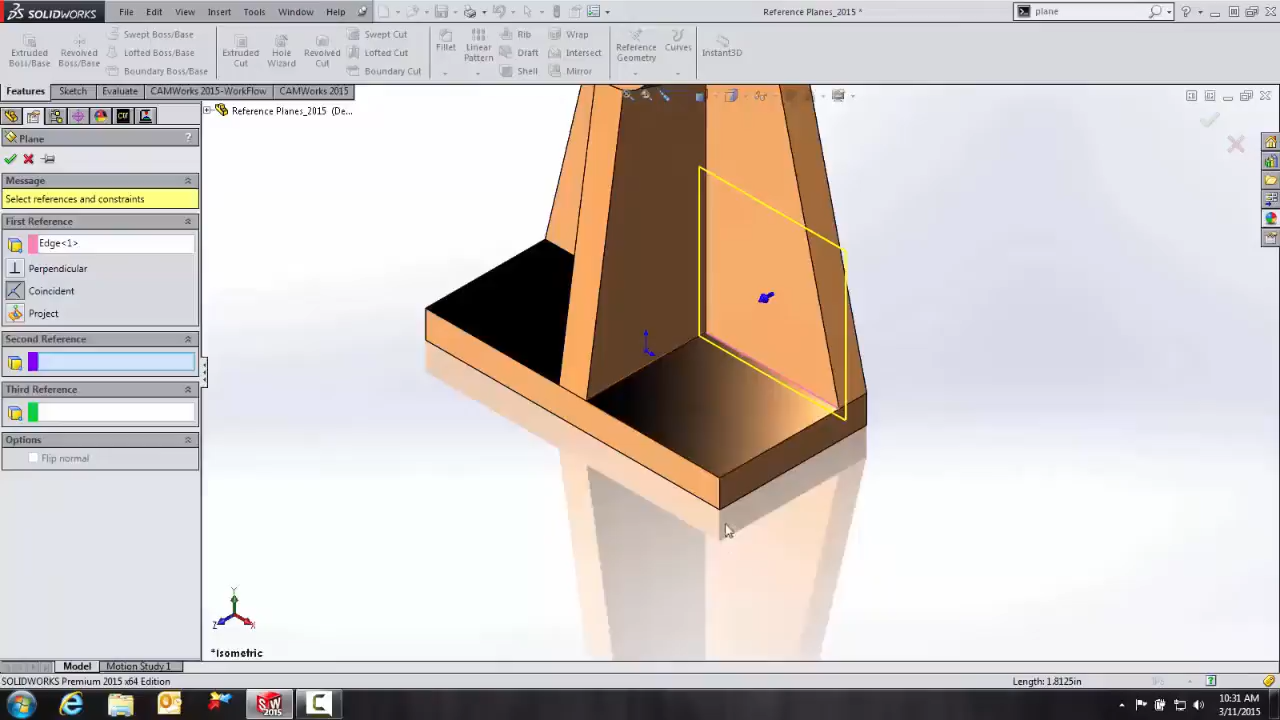 SOLIDWORKS File Edit View Insert Tools Window Help Reference Planes_2015 * plane
Extruded Boss/Base
Revolved Boss/Base
Swept Boss/Base
Lofted Boss/Base
Boundary Boss/Base
Extruded Cut
Hole Wizard
Revolved Cut
Swept Cut
Lofted Cut
Boundary Cut
Fillet
Linear Pattern
Rib
Draft
Shell
Wrap
Intersect
Mirror
Reference Geometry
Curves
Instant3D
Features Sketch Evaluate CAMWorks 2015-WorkFlow CAMWorks 2015
Reference Planes_2015 (De...
Plane ?
Message
Select references and constraints
First Reference
Edge<1>
Perpendicular
Coincident
Project
Second Reference
Third Reference
Options
Flip normal
Y
Z X
*Isometric
Model Motion Study 1
SOLIDWORKS Premium 2015 x64 Edition Length: 1.8125in
SW 2015
10:31 AM
3/11/2015